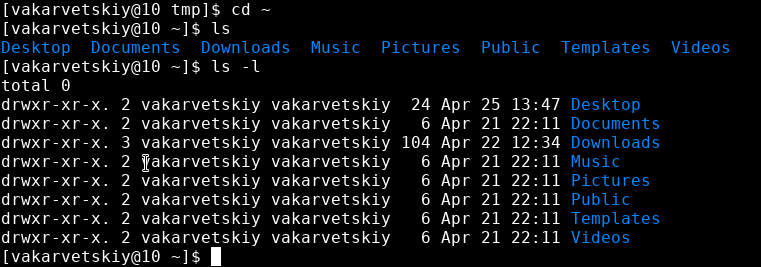 [vakarvetskiy@10 tmp]$ cd ~
[vakarvetskiy@10 ~]$ ls
Desktop  Documents  Downloads  Music  Pictures  Public  Templates  Videos
[vakarvetskiy@10 ~]$ ls -l
total 0
drwxr-xr-x. 2 vakarvetskiy vakarvetskiy  24 Apr 25 13:47 Desktop
drwxr-xr-x. 2 vakarvetskiy vakarvetskiy   6 Apr 21 22:11 Documents
drwxr-xr-x. 3 vakarvetskiy vakarvetskiy 104 Apr 22 12:34 Downloads
drwxr-xr-x. 2 vakarvetskiy vakarvetskiy   6 Apr 21 22:11 Music
drwxr-xr-x. 2 vakarvetskiy vakarvetskiy   6 Apr 21 22:11 Pictures
drwxr-xr-x. 2 vakarvetskiy vakarvetskiy   6 Apr 21 22:11 Public
drwxr-xr-x. 2 vakarvetskiy vakarvetskiy   6 Apr 21 22:11 Templates
drwxr-xr-x. 2 vakarvetskiy vakarvetskiy   6 Apr 21 22:11 Videos
[vakarvetskiy@10 ~]$